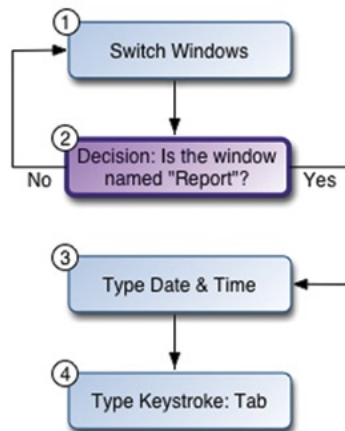 1
Switch Windows
2
Decision: Is the window
named "Report"?
No
Yes
3
Type Date & Time
4
Type Keystroke: Tab